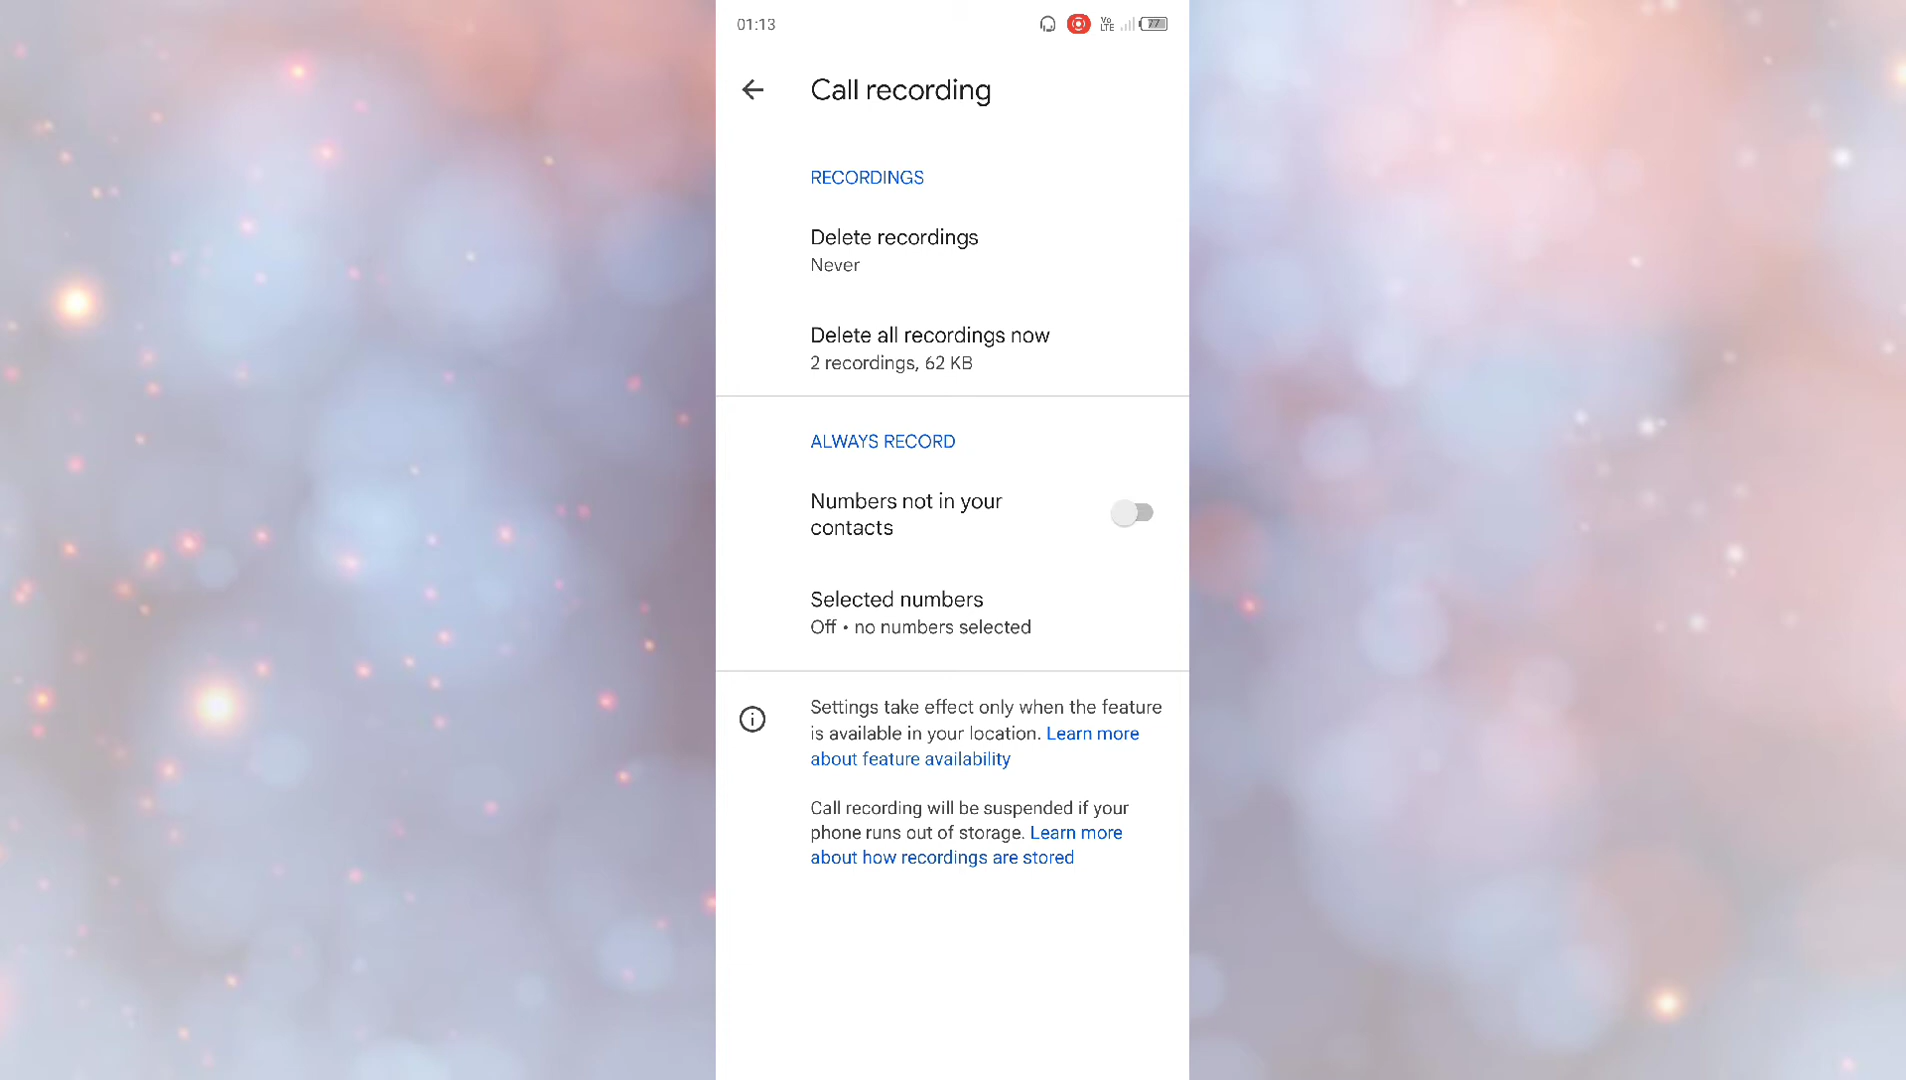 01:13
Vo
LTE
77
Call recording
RECORDINGS
Delete recordings
Never
Delete all recordings now
2 recordings, 62 KB
ALWAYS RECORD
Numbers not in your
contacts
Selected numbers
Off • no numbers selected
Settings take effect only when the feature
is available in your location. Learn more
about feature availability
Call recording will be suspended if your
phone runs out of storage. Learn more
about how recordings are stored